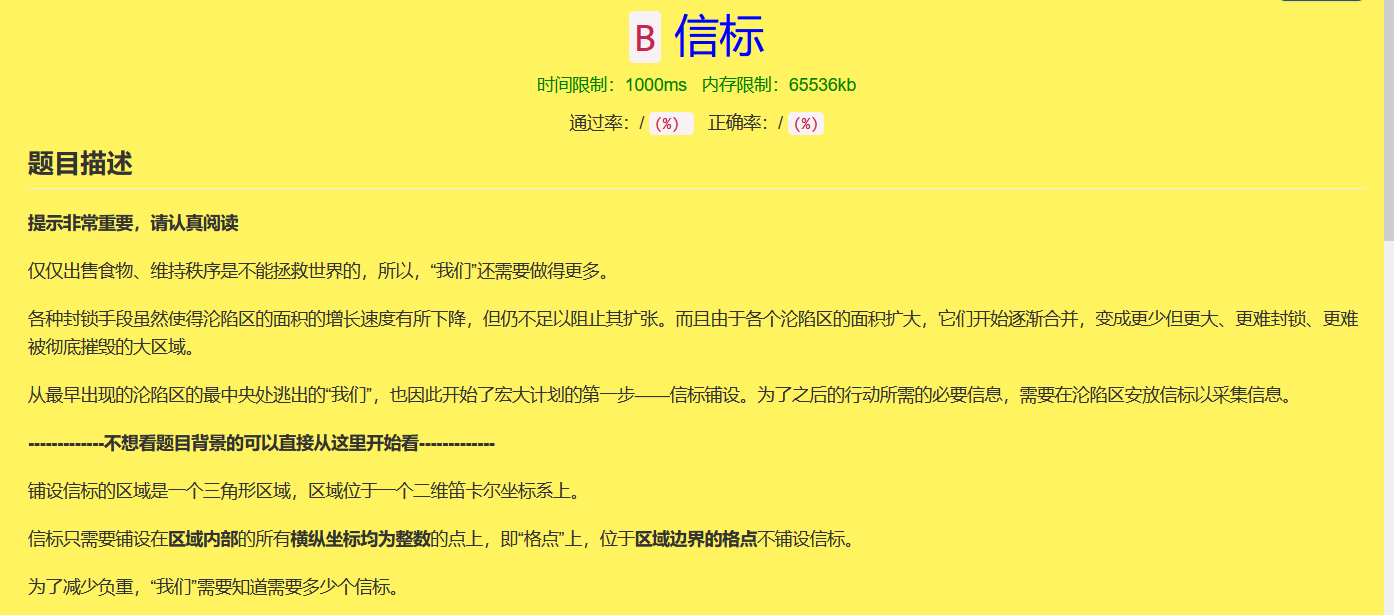 B 信标
时间限制：1000ms 内存限制：65536kb
通过率：/ (%) 正确率：/ (%)
题目描述
提示非常重要，请认真阅读
仅仅出售食物、维持秩序是不能拯救世界的，所以，“我们”还需要做得更多。
各种封锁手段虽然使得沦陷区的面积的增长速度有所下降，但仍不足以阻止其扩张。而且由于各个沦陷区的面积扩大，它们开始逐渐合并，变成更少但更大、更难封锁、更难
被彻底摧毁的大区域。
从最早出现的沦陷区的最中央处逃出的“我们”，也因此开始了宏大计划的第一步——信标铺设。为了之后的行动所需的必要信息，需要在沦陷区安放信标以采集信息。
-------------不想看题目背景的可以直接从这里开始看-------------
铺设信标的区域是一个三角形区域，区域位于一个二维笛卡尔坐标系上。
信标只需要铺设在区域内部的所有横纵坐标均为整数的点上，即“格点”上，位于区域边界的格点不铺设信标。
为了减少负重，“我们”需要知道需要多少个信标。